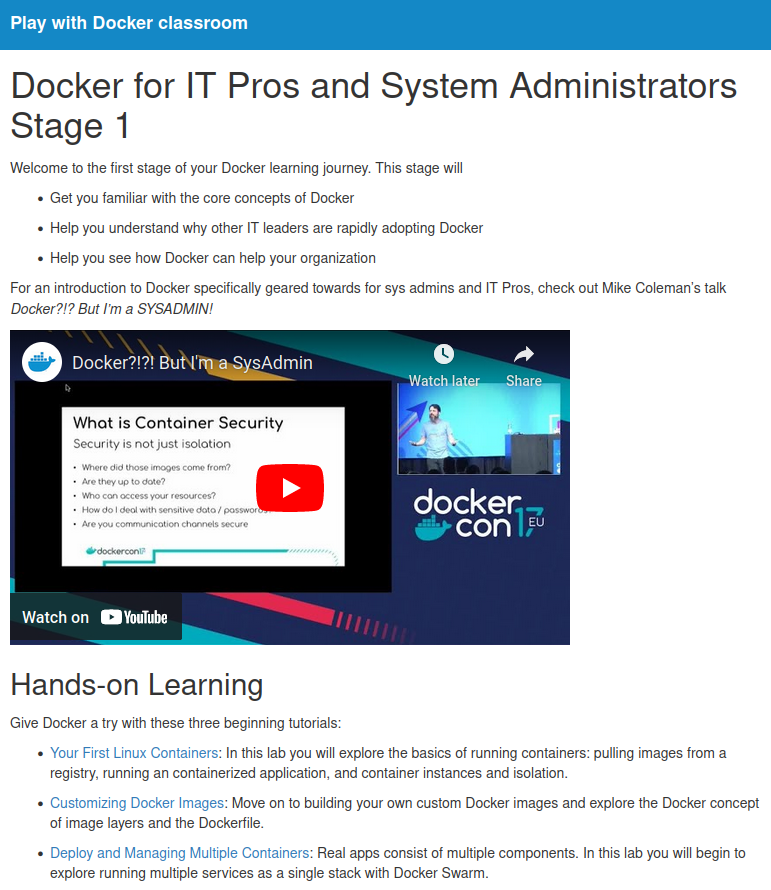 Play with Docker classroom
Docker for IT Pros and System Administrators
Stage 1
Welcome to the first stage of your Docker learning journey. This stage will
• Get you familiar with the core concepts of Docker
• Help you understand why other IT leaders are rapidly adopting Docker
• Help you see how Docker can help your organization
For an introduction to Docker specifically geared towards for sys admins and IT Pros, check out Mike Coleman's talk
Docker?!? But I'm a SYSADMIN!
Docker?!?! But I'm a SysAdmin
Watch later
Share
What is Container Security
Security is not just isolation
• Where did those images come from?
• Are they up to date?
• Who can access your resources?
• How do I deal with sensitive data / passwords?
• Are you communication channels secure
dockercon17
docker
con 17 EU
Watch on YouTube
Hands-on Learning
Give Docker a try with these three beginning tutorials:
• Your First Linux Containers: In this lab you will explore the basics of running containers: pulling images from a
registry, running an containerized application, and container instances and isolation.
• Customizing Docker Images: Move on to building your own custom Docker images and explore the Docker concept
of image layers and the Dockerfile.
• Deploy and Managing Multiple Containers: Real apps consist of multiple components. In this lab you will begin to
explore running multiple services as a single stack with Docker Swarm.